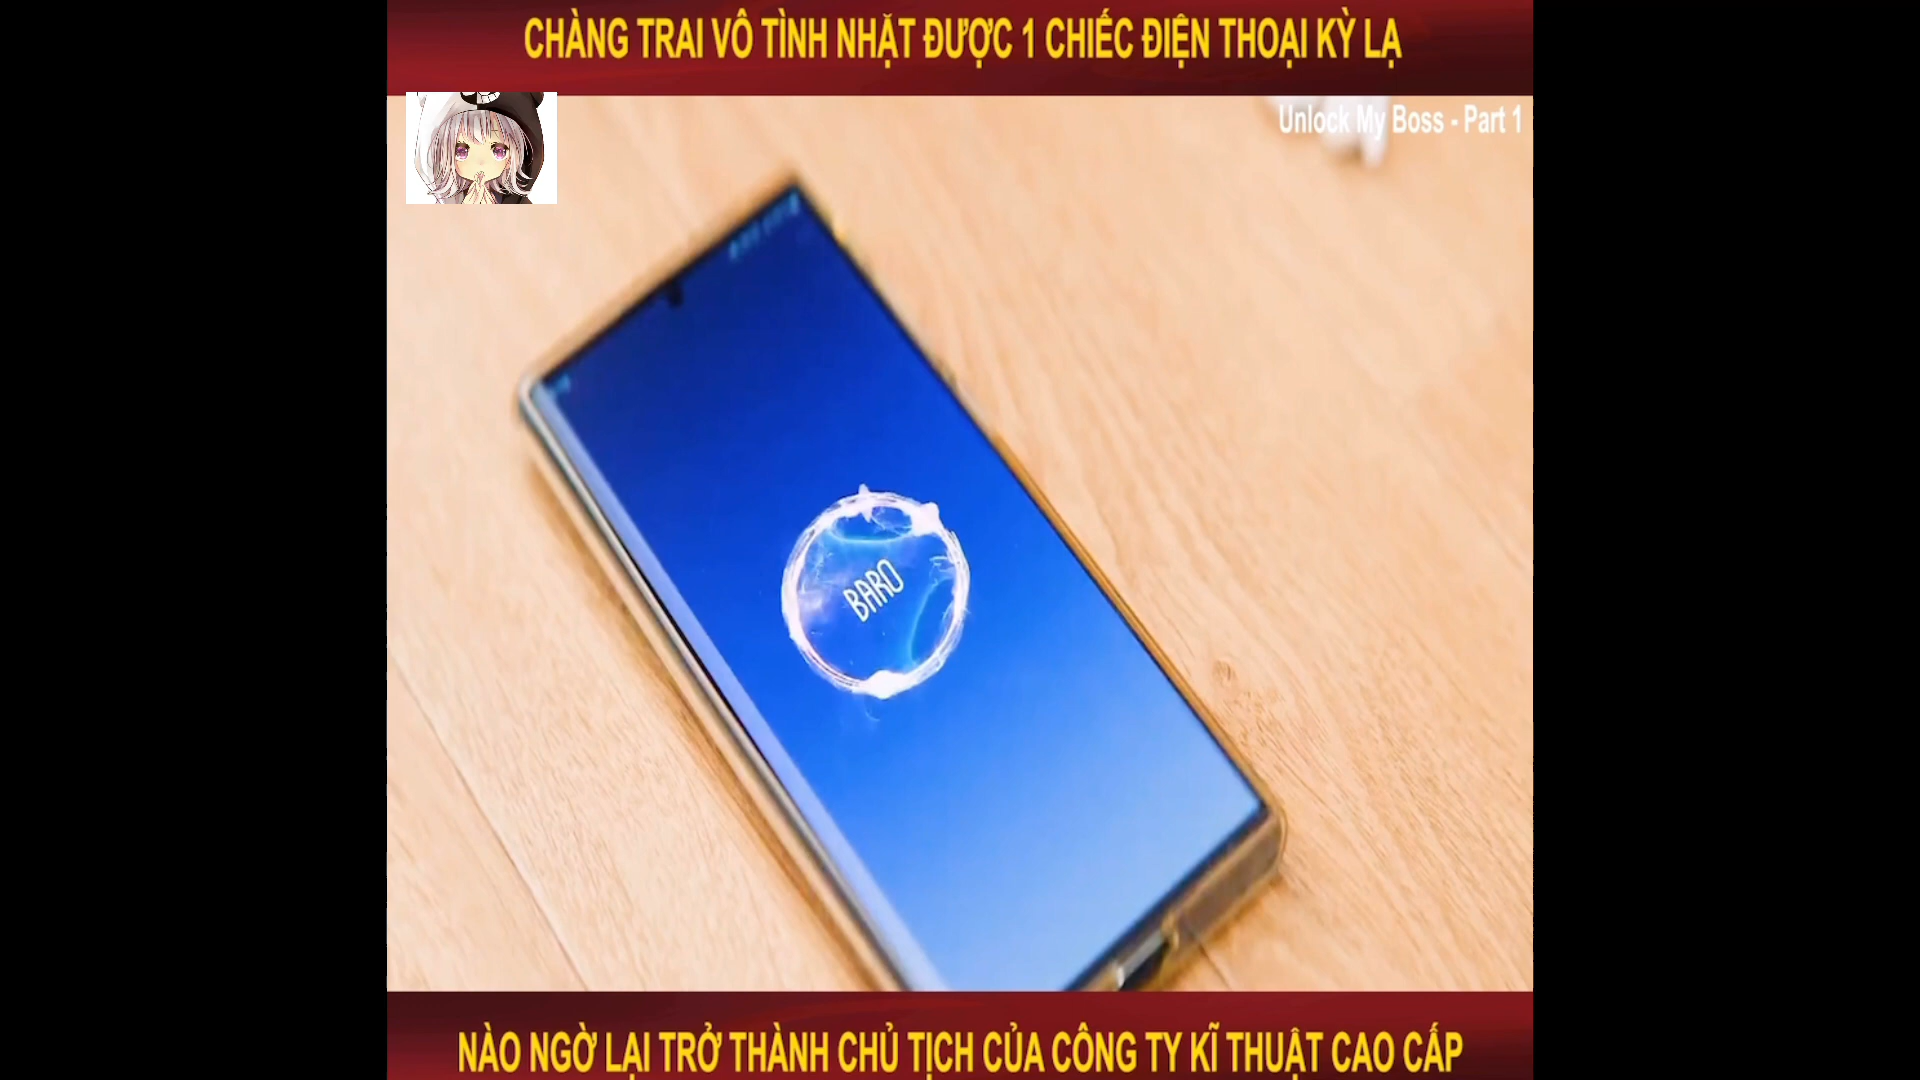 CHÀNG TRAI VÔ TÌNH NHẶT ĐƯỢC 1 CHIẾC ĐIỆN THOẠI KỲ LẠ
Unlock My Boss - Part 1
BARO
NÀO NGỜ LẠI TRỞ THÀNH CHỦ TỊCH CỦA CÔNG TY KĨ THUẬT CAO CẤP